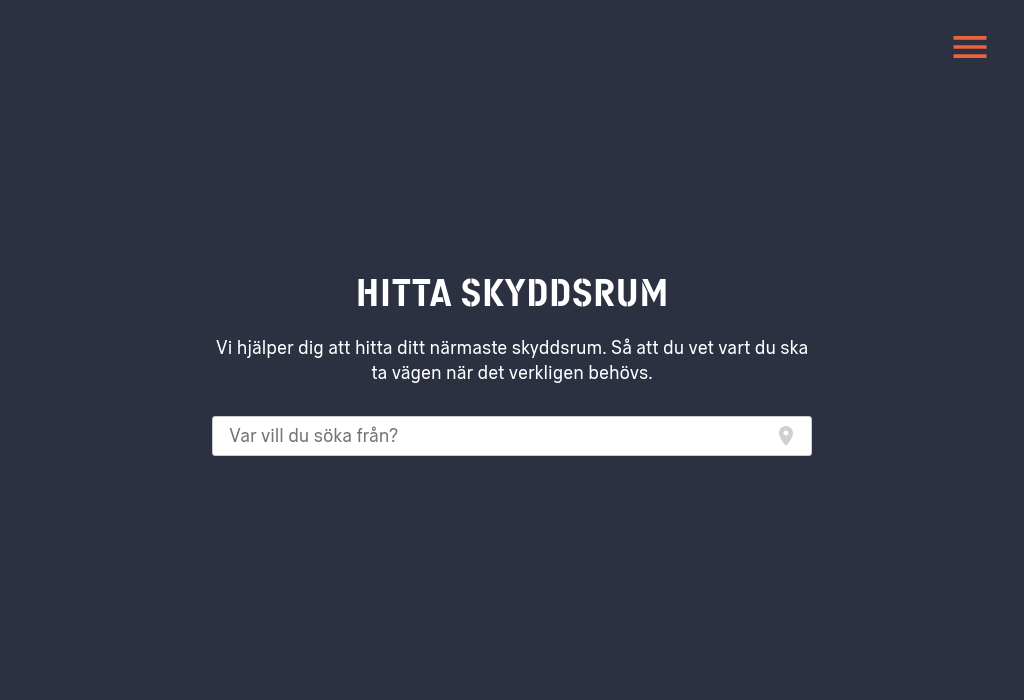 HITTA SKYDDSRUM
Vi hjälper dig att hitta ditt närmaste skyddsrum. Så att du vet vart du ska
ta vägen när det verkligen behövs.
Var vill du söka från?